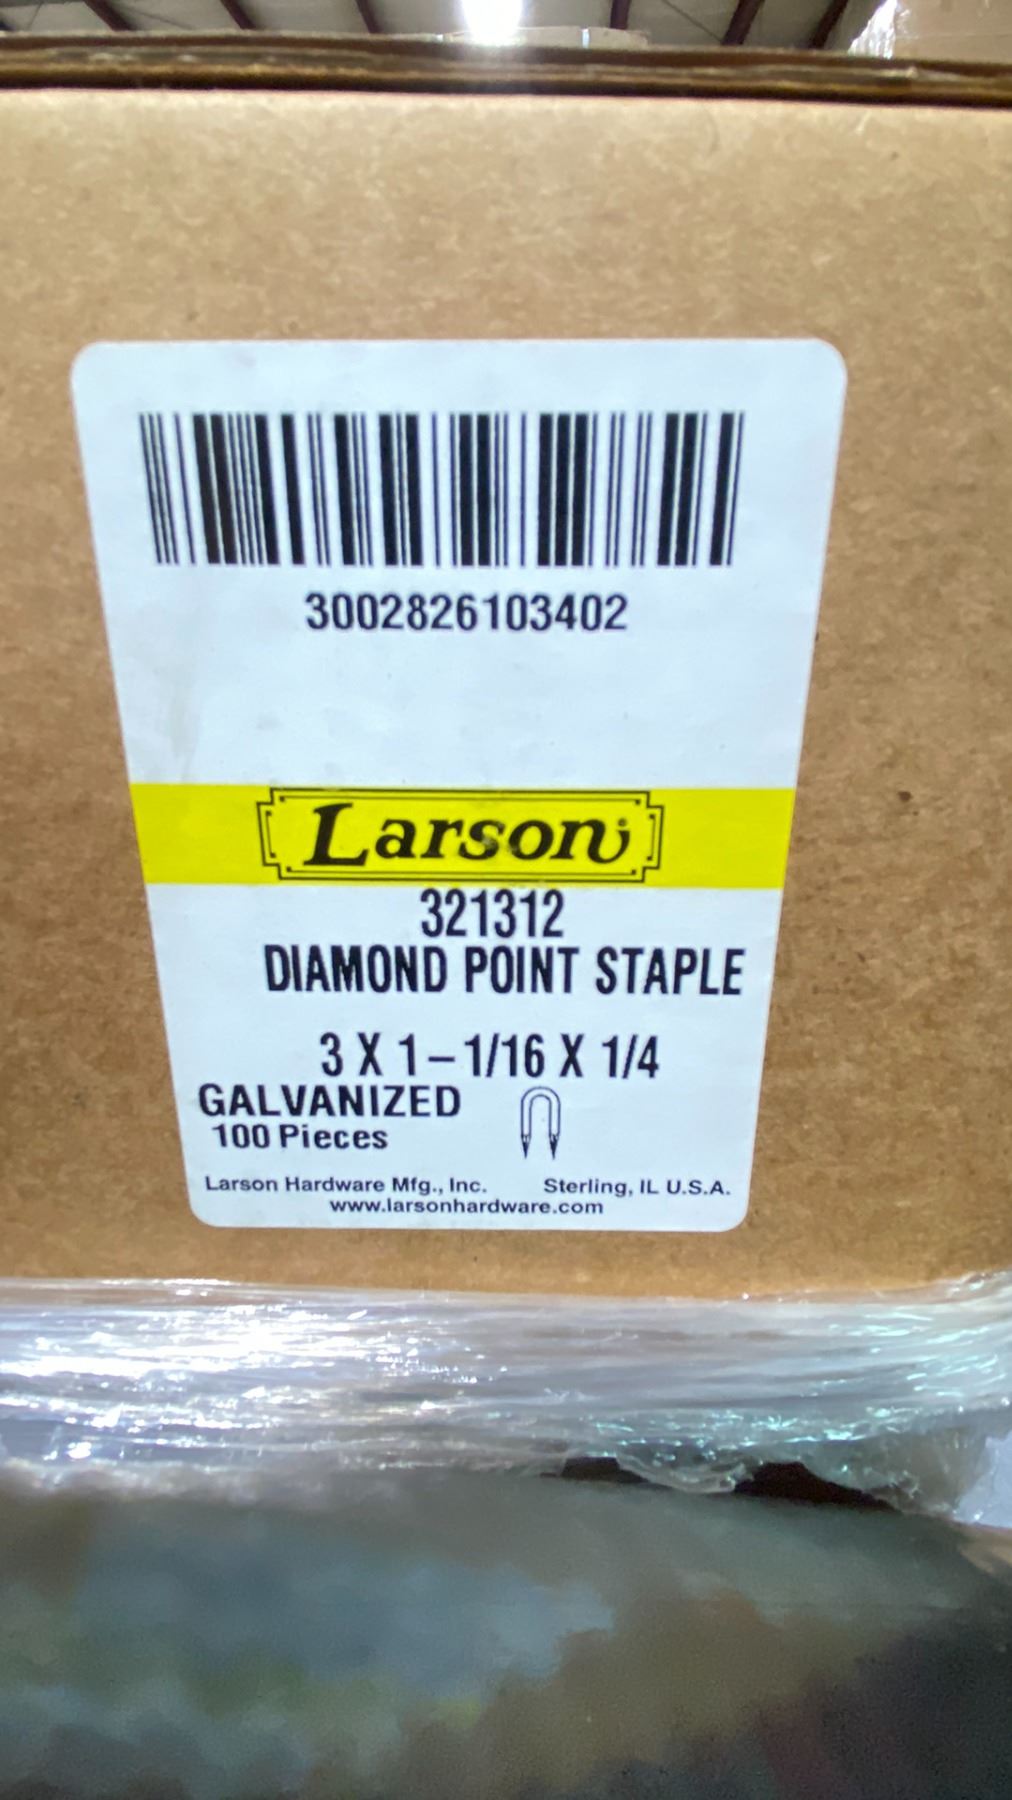 3002826103402
Larson
321312
DIAMOND POINT STAPLE
3 X 1-1/16 X 1/4
GALVANIZED
100 Pieces
Larson Hardware Mfg., Inc. Sterling, IL U.S.A.
www.larsonhardware.com